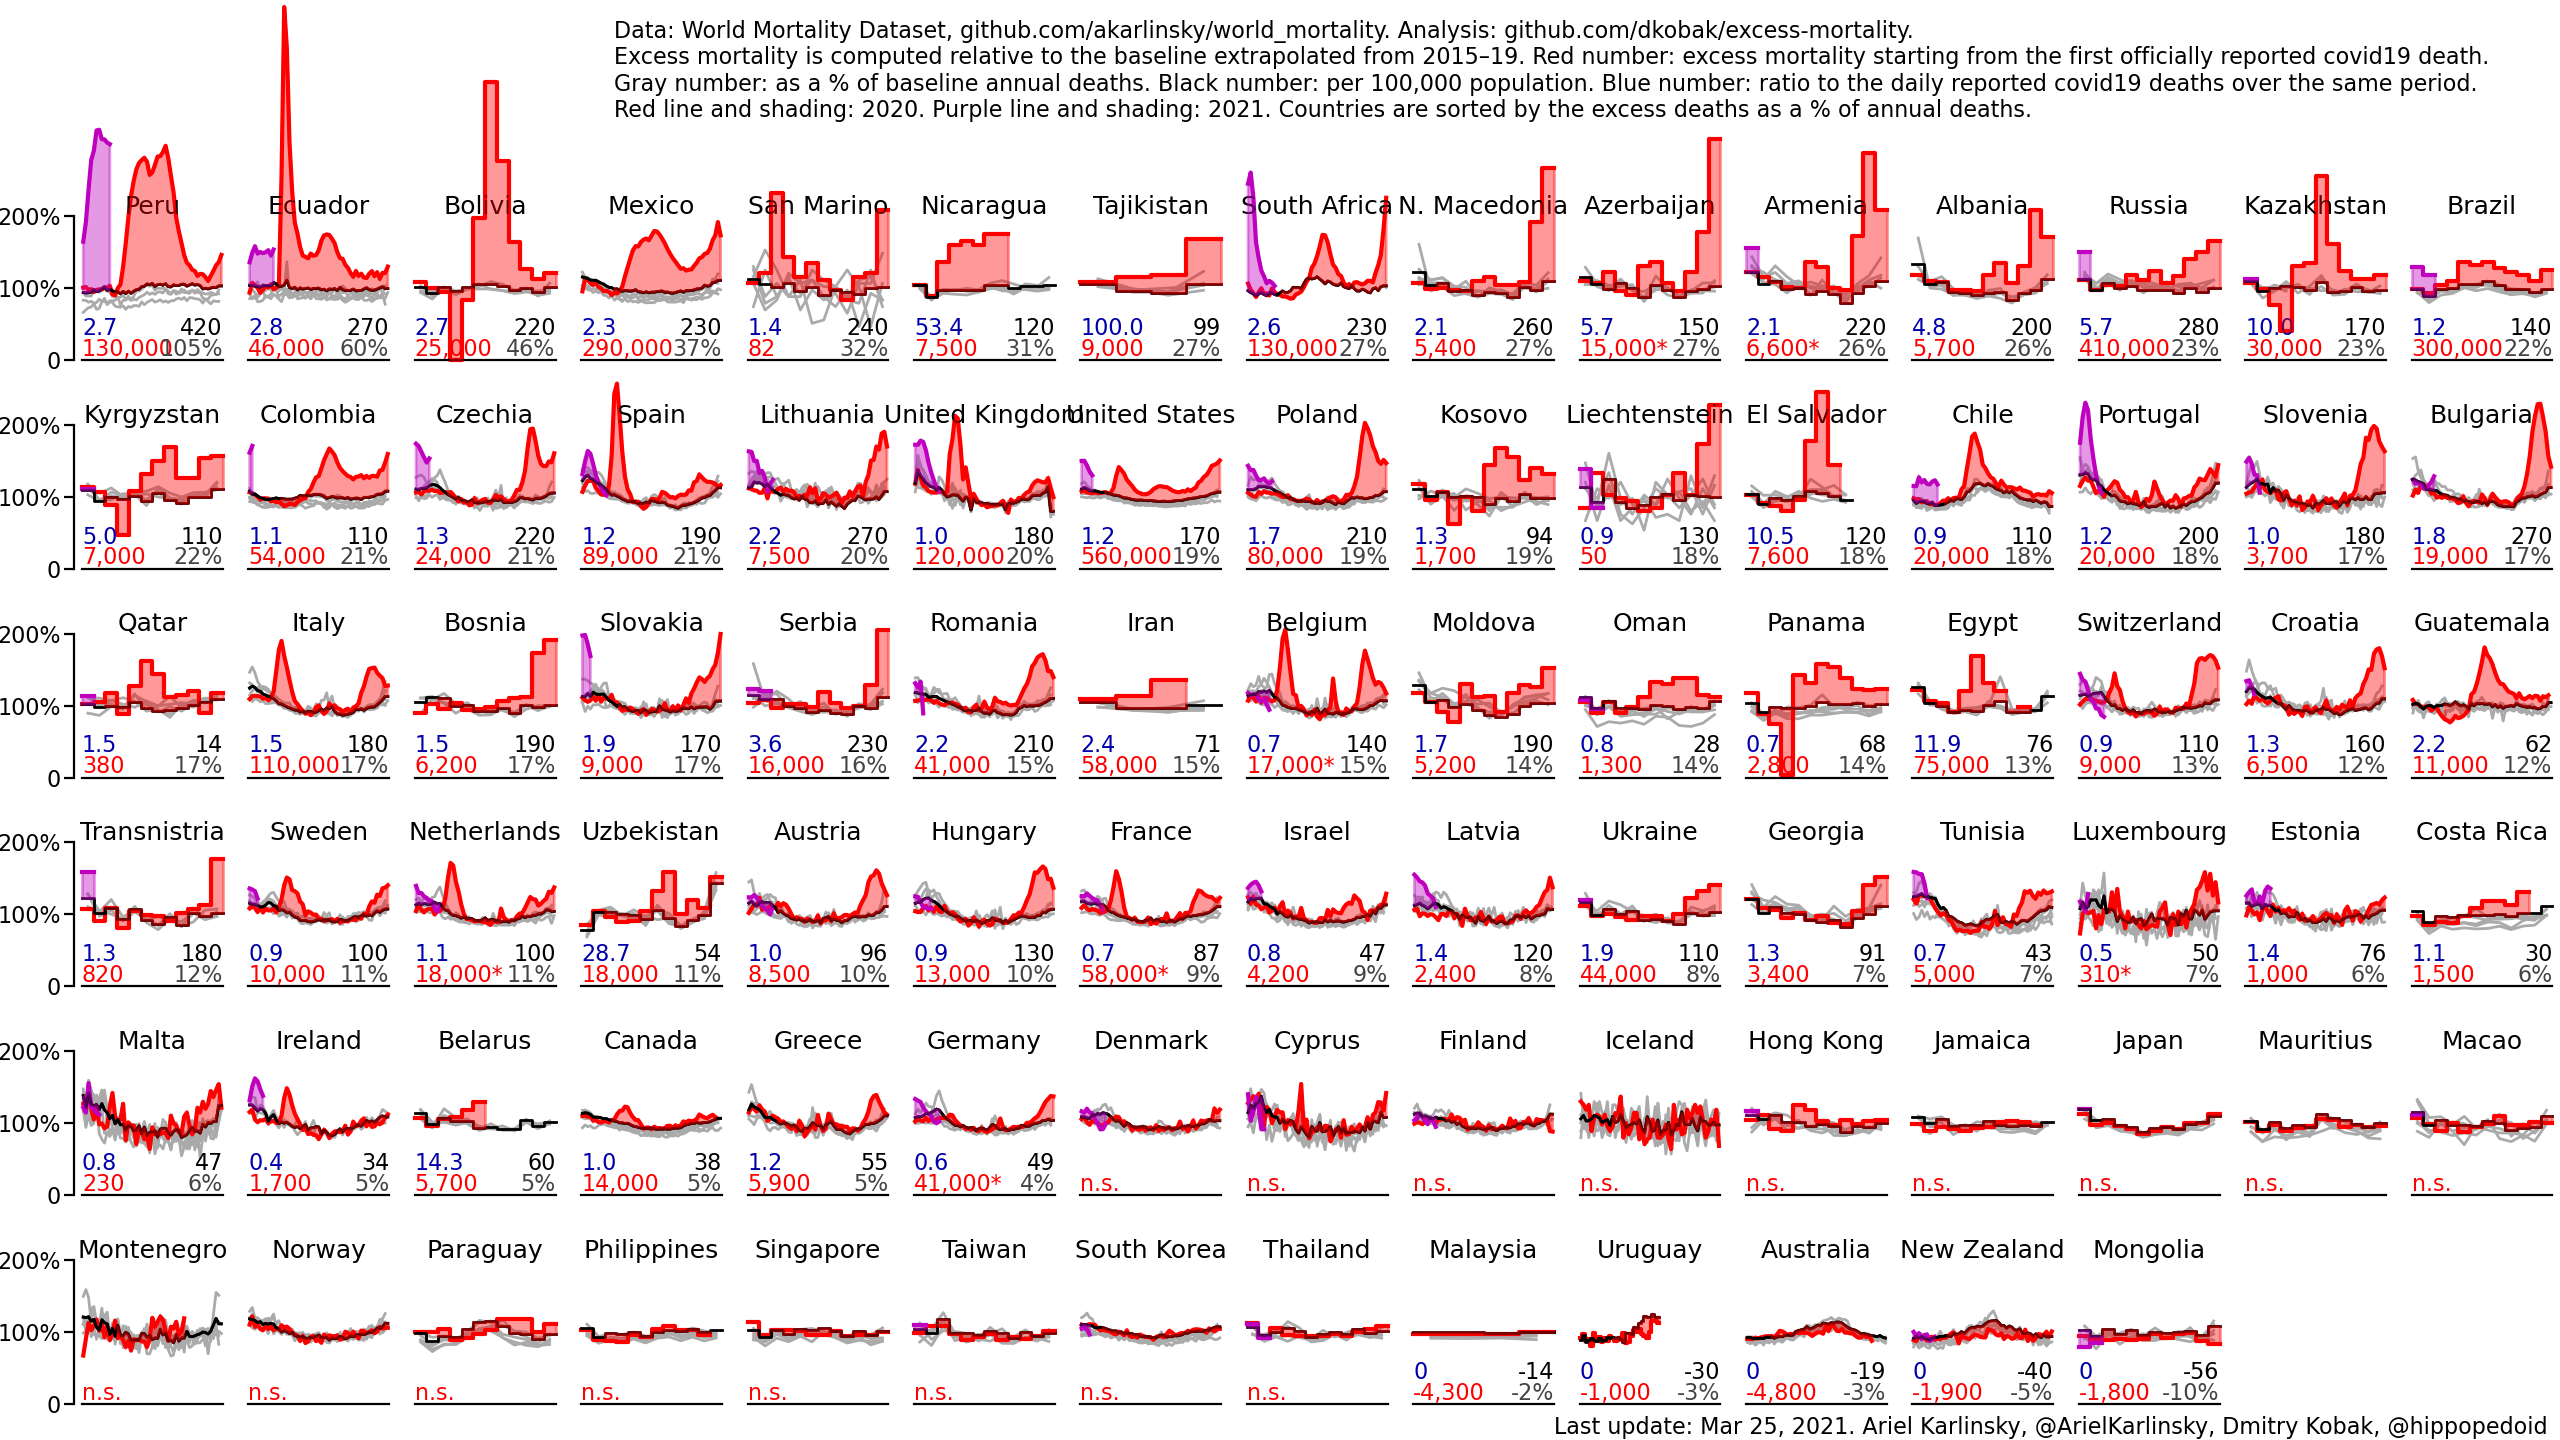 Data: World Mortality Dataset, github.com/akarlinsky/world_mortality. Analysis: github.com/dkobak/excess-mortality.
Excess mortality is computed relative to the baseline extrapolated from 2015–19. Red number: excess mortality starting from the first officially reported covid19 death.
Gray number: as a % of baseline annual deaths. Black number: per 100,000 population. Blue number: ratio to the daily reported covid19 deaths over the same period.
Red line and shading: 2020. Purple line and shading: 2021. Countries are sorted by the excess deaths as a % of annual deaths.
Peru Ecuador Bolivia Mexico San Marino Nicaragua Tajikistan South Africa N. Macedonia Azerbaijan Armenia Albania Russia Kazakhstan Brazil
200%
100%
2.7 420 2.8 270 2.7 220 2.3 230 1.4 240 53.4 120 100.0 99 2.6 230 2.1 260 5.7 150 2.1 220 4.8 200 5.7 280 10.0 170 1.2 140
0 130,000 105% 46,000 60% 25,000 46% 290,000 37% 82 32% 7,500 31% 9,000 27% 130,000 27% 5,400 27% 15,000* 27% 6,600* 26% 5,700 26% 410,000 23% 30,000 23% 300,000 22%
Kyrgyzstan Colombia Czechia Spain Lithuania United Kingdom United States Poland Kosovo Liechtenstein El Salvador Chile Portugal Slovenia Bulgaria
200%
100%
5.0 110 1.1 110 1.3 220 1.2 190 2.2 270 1.0 180 1.2 170 1.7 210 1.3 94 0.9 130 10.5 120 0.9 110 1.2 200 1.0 180 1.8 270
0 7,000 22% 54,000 21% 24,000 21% 89,000 21% 7,500 20% 120,000 20% 560,000 19% 80,000 19% 1,700 19% 50 18% 7,600 18% 20,000 18% 20,000 18% 3,700 17% 19,000 17%
Qatar Italy Bosnia Slovakia Serbia Romania Iran Belgium Moldova Oman Panama Egypt Switzerland Croatia Guatemala
200%
100%
1.5 14 1.5 180 1.5 190 1.9 170 3.6 230 2.2 210 2.4 71 0.7 140 1.7 190 0.8 28 0.7 68 11.9 76 0.9 110 1.3 160 2.2 62
0 380 17% 110,000 17% 6,200 17% 9,000 17% 16,000 16% 41,000 15% 58,000 15% 17,000* 15% 5,200 14% 1,300 14% 2,800 14% 75,000 13% 9,000 13% 6,500 12% 11,000 12%
Transnistria Sweden Netherlands Uzbekistan Austria Hungary France Israel Latvia Ukraine Georgia Tunisia Luxembourg Estonia Costa Rica
200%
100%
1.3 180 0.9 100 1.1 100 28.7 54 1.0 96 0.9 130 0.7 87 0.8 47 1.4 120 1.9 110 1.3 91 0.7 43 0.5 50 1.4 76 1.1 30
0 820 12% 10,000 11% 18,000* 11% 18,000 11% 8,500 10% 13,000 10% 58,000* 9% 4,200 9% 2,400 8% 44,000 8% 3,400 7% 5,000 7% 310* 7% 1,000 6% 1,500 6%
Malta Ireland Belarus Canada Greece Germany Denmark Cyprus Finland Iceland Hong Kong Jamaica Japan Mauritius Macao
200%
100%
0.8 47 0.4 34 14.3 60 1.0 38 1.2 55 0.6 49
0 230 6% 1,700 5% 5,700 5% 14,000 5% 5,900 5% 41,000* 4% n.s. n.s. n.s. n.s. n.s. n.s. n.s. n.s. n.s.
Montenegro Norway Paraguay Philippines Singapore Taiwan South Korea Thailand Malaysia Uruguay Australia New Zealand Mongolia
200%
100%
0 -14 0 -30 0 -19 0 -40 0 -56
0 n.s. n.s. n.s. n.s. n.s. n.s. n.s. n.s. -4,300 -2% -1,000 -3% -4,800 -3% -1,900 -5% -1,800 -10%
Last update: Mar 25, 2021. Ariel Karlinsky, @ArielKarlinsky, Dmitry Kobak, @hippopedoid